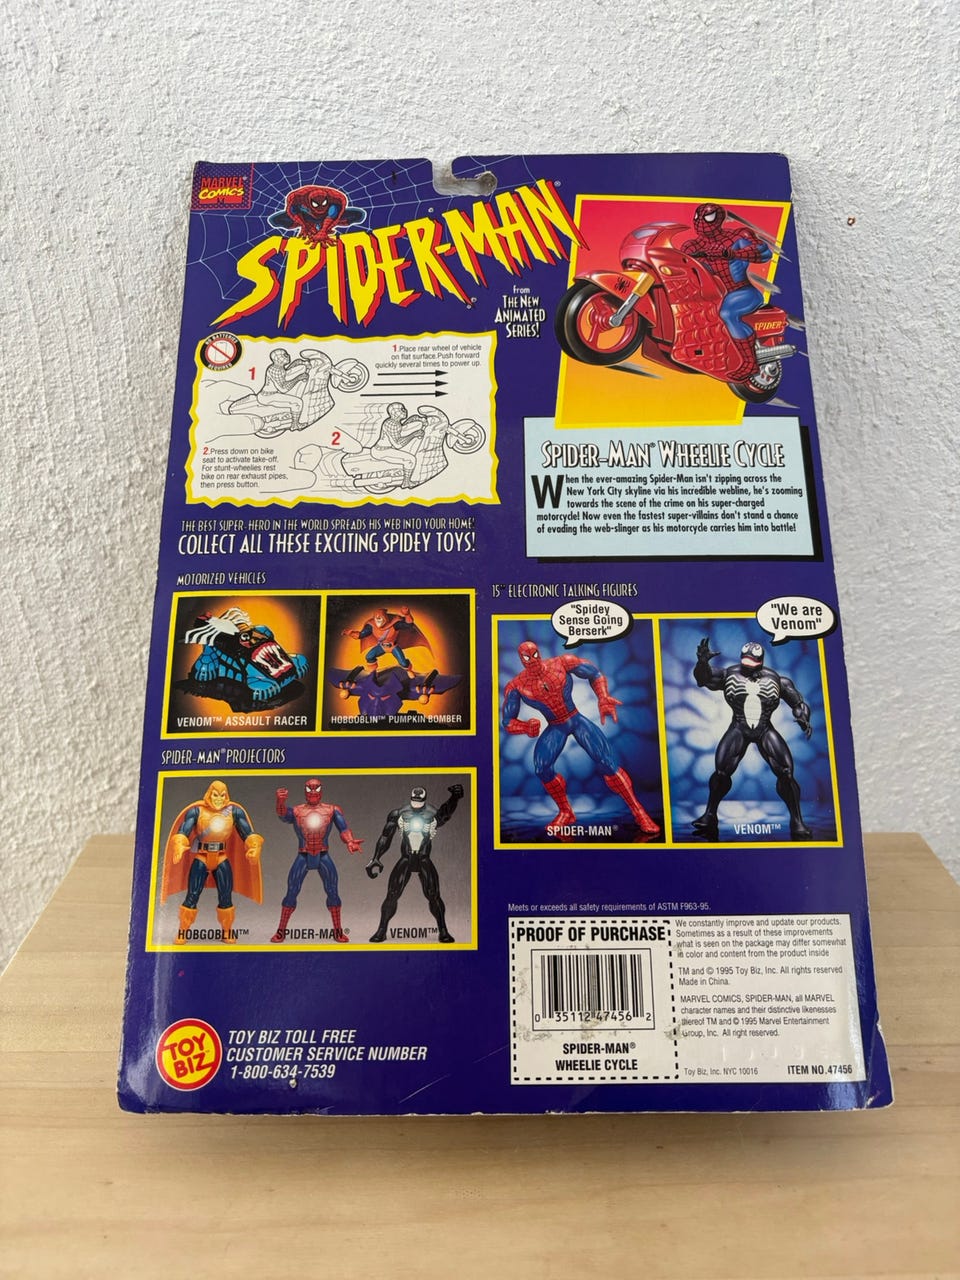 MARVEL
COMICS
M
SPIDER-MAN®
from
THE NEW
ANIMATED
SERIES!
SPIDER
NO BATTERIES
REQUIRED
1
1.Place rear wheel of vehicle
on flat surface.Push forward
quickly several times to power up.
2
2.Press down on bike
seat to activate take-off.
For stunt-wheelies rest
bike on rear exhaust pipes,
then press button.
SPIDER-MAN® WHEELIE CYCLE
When the ever-amazing Spider-Man isn't zipping across the
New York City skyline via his incredible webline, he's zooming
towards the scene of the crime on his super-charged
motorcycle! Now even the fastest super-villains don't stand a chance
of evading the web-slinger as his motorcycle carries him into battle!
THE BEST SUPER-HERO IN THE WORLD SPREADS HIS WEB INTO YOUR HOME!
COLLECT ALL THESE EXCITING SPIDEY TOYS!
MOTORIZED VEHICLES
VENOM™ ASSAULT RACER
HOBGOBLIN™ PUMPKIN BOMBER
15" ELECTRONIC TALKING FIGURES
"Spidey
Sense Going
Berserk"
"We are
Venom"
SPIDER-MAN®
VENOM™
SPIDER-MAN® PROJECTORS
HOBGOBLIN™
SPIDER-MAN®
VENOM™
Meets or exceeds all safety requirements of ASTM F963-95.
PROOF OF PURCHASE
0 35112 47456 2
SPIDER-MAN®
WHEELIE CYCLE
We constantly improve and update our products.
Sometimes as a result of these improvements
what is seen on the package may differ somewhat
in color and content from the product inside
TM and © 1995 Toy Biz, Inc. All rights reserved
Made in China.
MARVEL COMICS, SPIDER-MAN, all MARVEL
character names and their distinctive likenesses
thereof TM and © 1995 Marvel Entertainment
Group, Inc. All right reserved.
Toy Biz, Inc. NYC 10016
ITEM NO.47456
TOY
BIZ
TOY BIZ TOLL FREE
CUSTOMER SERVICE NUMBER
1-800-634-7539